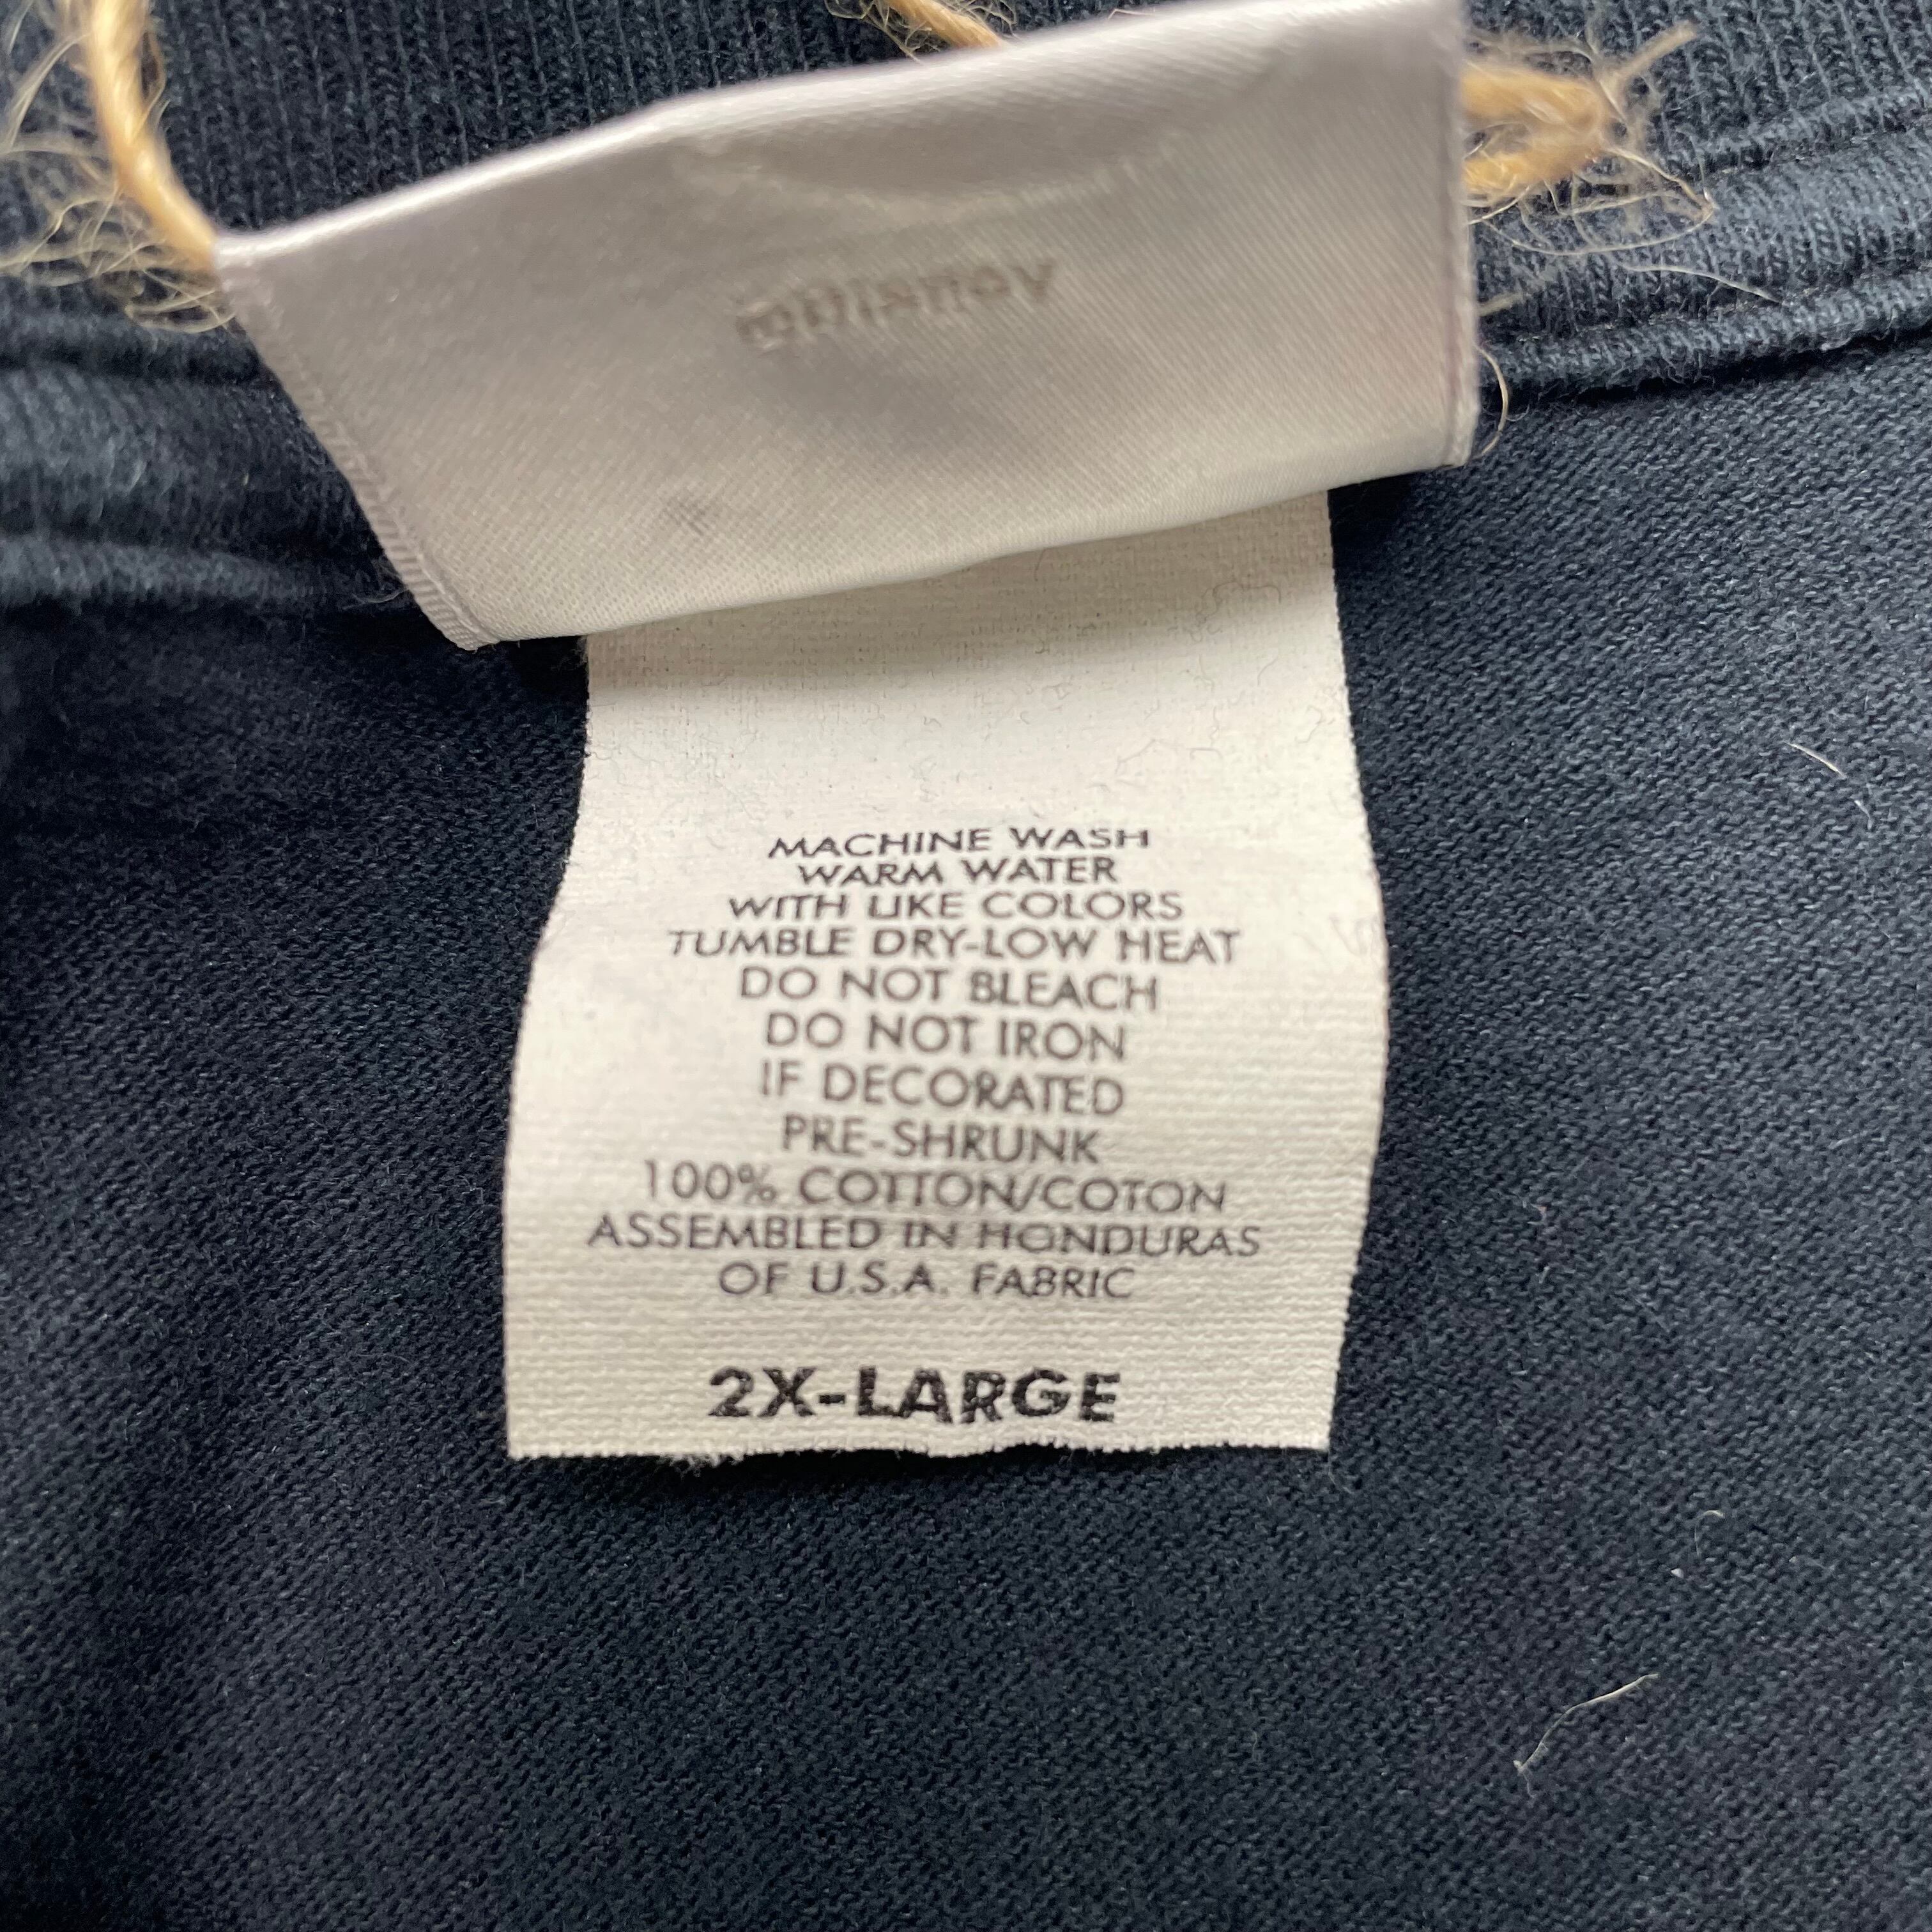 MACHINE WASH
WARM WATER
WITH LIKE COLORS
TUMBLE DRY-LOW HEAT
DO NOT BLEACH
DO NOT IRON
IF DECORATED
PRE-SHRUNK
100% COTTON/COTON
ASSEMBLED IN HONDURAS
OF U.S.A. FABRIC
2X-LARGE